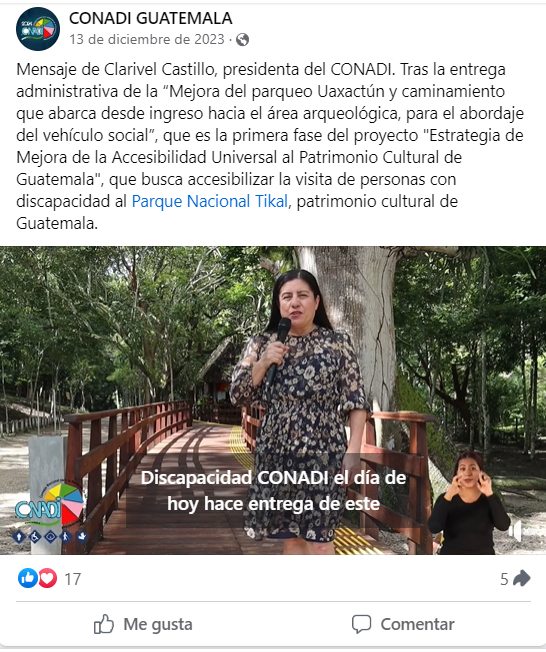 CONADI GUATEMALA
13 de diciembre de 2023
Mensaje de Clarivel Castillo, presidenta del CONADI. Tras la entrega
administrativa de la “Mejora del parqueo Uaxactún y caminamiento
que abarca desde ingreso hacia el área arqueológica, para el abordaje
del vehículo social”, que es la primera fase del proyecto "Estrategia de
Mejora de la Accesibilidad Universal al Patrimonio Cultural de
Guatemala", que busca accesibilizar la visita de personas con
discapacidad al Parque Nacional Tikal, patrimonio cultural de
Guatemala.
Discapacidad CONADI el día de
hoy hace entrega de este
CONADI
17
5
Me gusta
Comentar